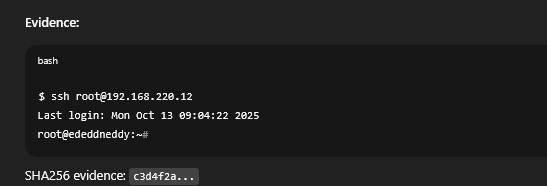 Evidence:
bash
$ ssh root@192.168.220.12
Last login: Mon Oct 13 09:04:22 2025
root@ededdneddy:~#
SHA256 evidence: c3d4f2a...